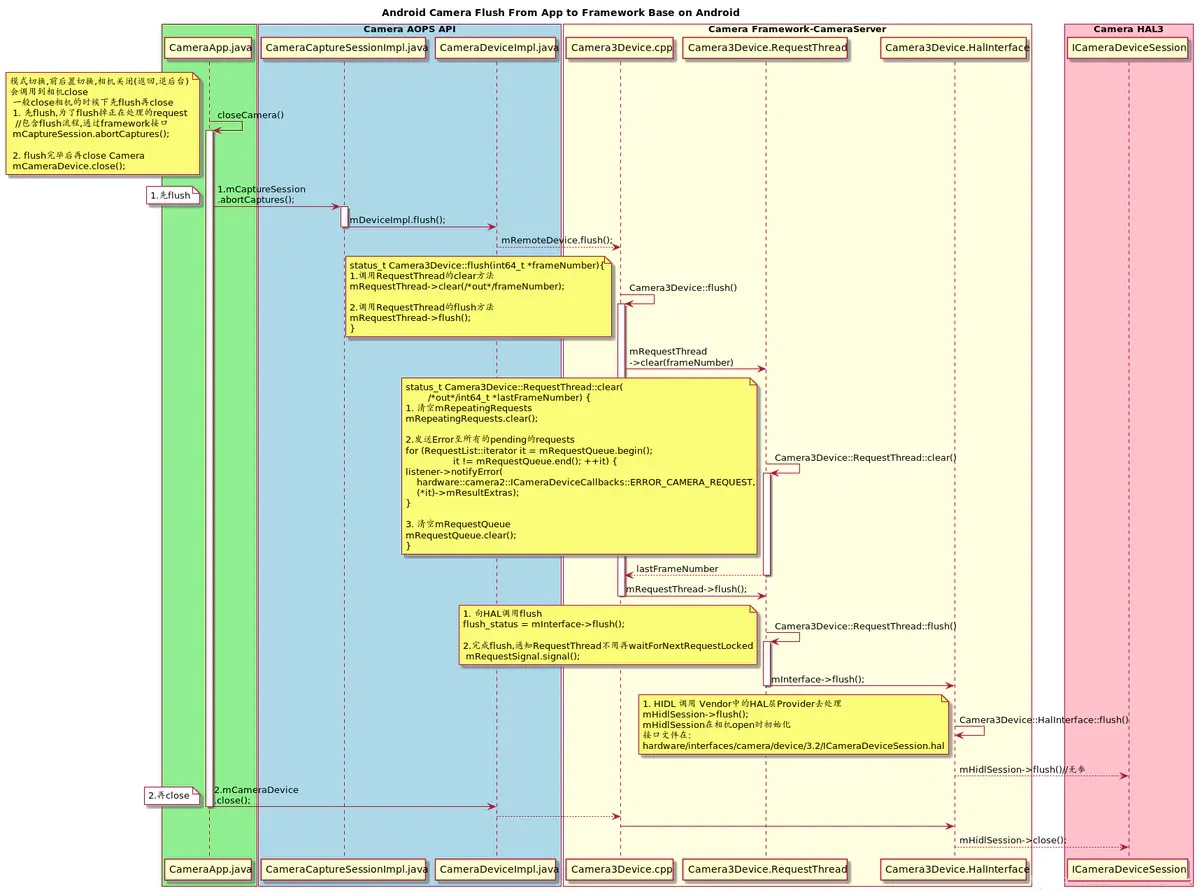 Android Camera Flush From App to Framework Base on Android
Camera AOPS API
Camera Framework-CameraServer
Camera HAL3
CameraApp.java
CameraCaptureSessionImpl.java
CameraDeviceImpl.java
Camera3Device.cpp
Camera3Device.RequestThread
Camera3Device.HalInterface
ICameraDeviceSession
模式切换,前后置切换,相机关闭(返回,退后台)
会调用到相机close
一般close相机的时候下先flush再close
1. 先flush,为了flush掉正在处理的request
//包含flush流程,通过framework接口
mCaptureSession.abortCaptures();
2. flush完毕后再close Camera
mCameraDevice.close();
closeCamera()
1.先flush
1.mCaptureSession
.abortCaptures();
mDeviceImpl.flush();
mRemoteDevice.flush();
status_t Camera3Device::flush(int64_t *frameNumber){
1.调用RequestThread的clear方法
mRequestThread->clear(/*out*/frameNumber);
2.调用RequestThread的flush方法
mRequestThread->flush();
}
Camera3Device::flush()
mRequestThread
->clear(frameNumber)
status_t Camera3Device::RequestThread::clear(
/*out*/int64_t *lastFrameNumber) {
1. 清空mRepeatingRequests
mRepeatingRequests.clear();
2.发送Error至所有的pending的requests
for (RequestList::iterator it = mRequestQueue.begin();
it != mRequestQueue.end(); ++it) {
listener->notifyError(
hardware::camera2::ICameraDeviceCallbacks::ERROR_CAMERA_REQUEST,
(*it)->mResultExtras);
}
3. 清空mRequestQueue
mRequestQueue.clear();
}
Camera3Device::RequestThread::clear()
lastFrameNumber
mRequestThread->flush();
1. 向HAL调用flush
flush_status = mInterface->flush();
2.完成flush,通知RequestThread不用再waitForNextRequestLocked
mRequestSignal.signal();
Camera3Device::RequestThread::flush()
mInterface->flush();
1. HIDL 调用 Vendor中的HAL层Provider去处理
mHidlSession->flush();
mHidlSession在相机open时初始化
接口文件在:
hardware/interfaces/camera/device/3.2/ICameraDeviceSession.hal
Camera3Device::HalInterface::flush()
mHidlSession->flush()//无参
2.再close
2.mCameraDevice
.close();
mHidlSession->close();
CameraApp.java
CameraCaptureSessionImpl.java
CameraDeviceImpl.java
Camera3Device.cpp
Camera3Device.RequestThread
Camera3Device.HalInterface
ICameraDeviceSession